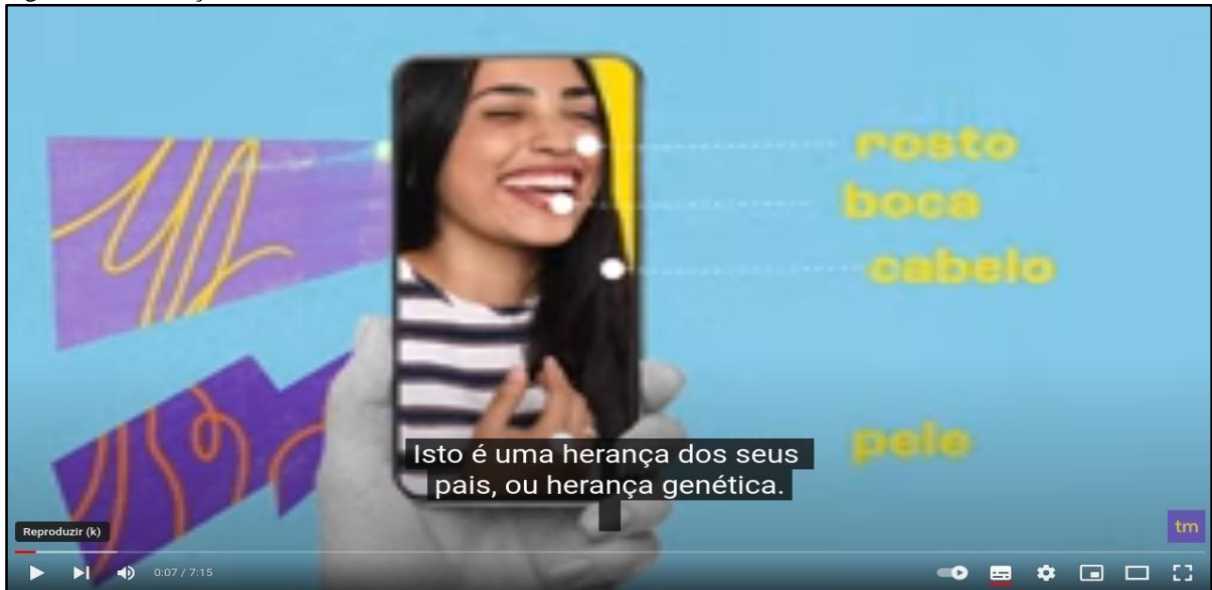 rosto
boca
cabelo
pele
Isto é uma herança dos seus
pais, ou herança genética.
tm
Reproduzir (k)
0:07 / 7:15